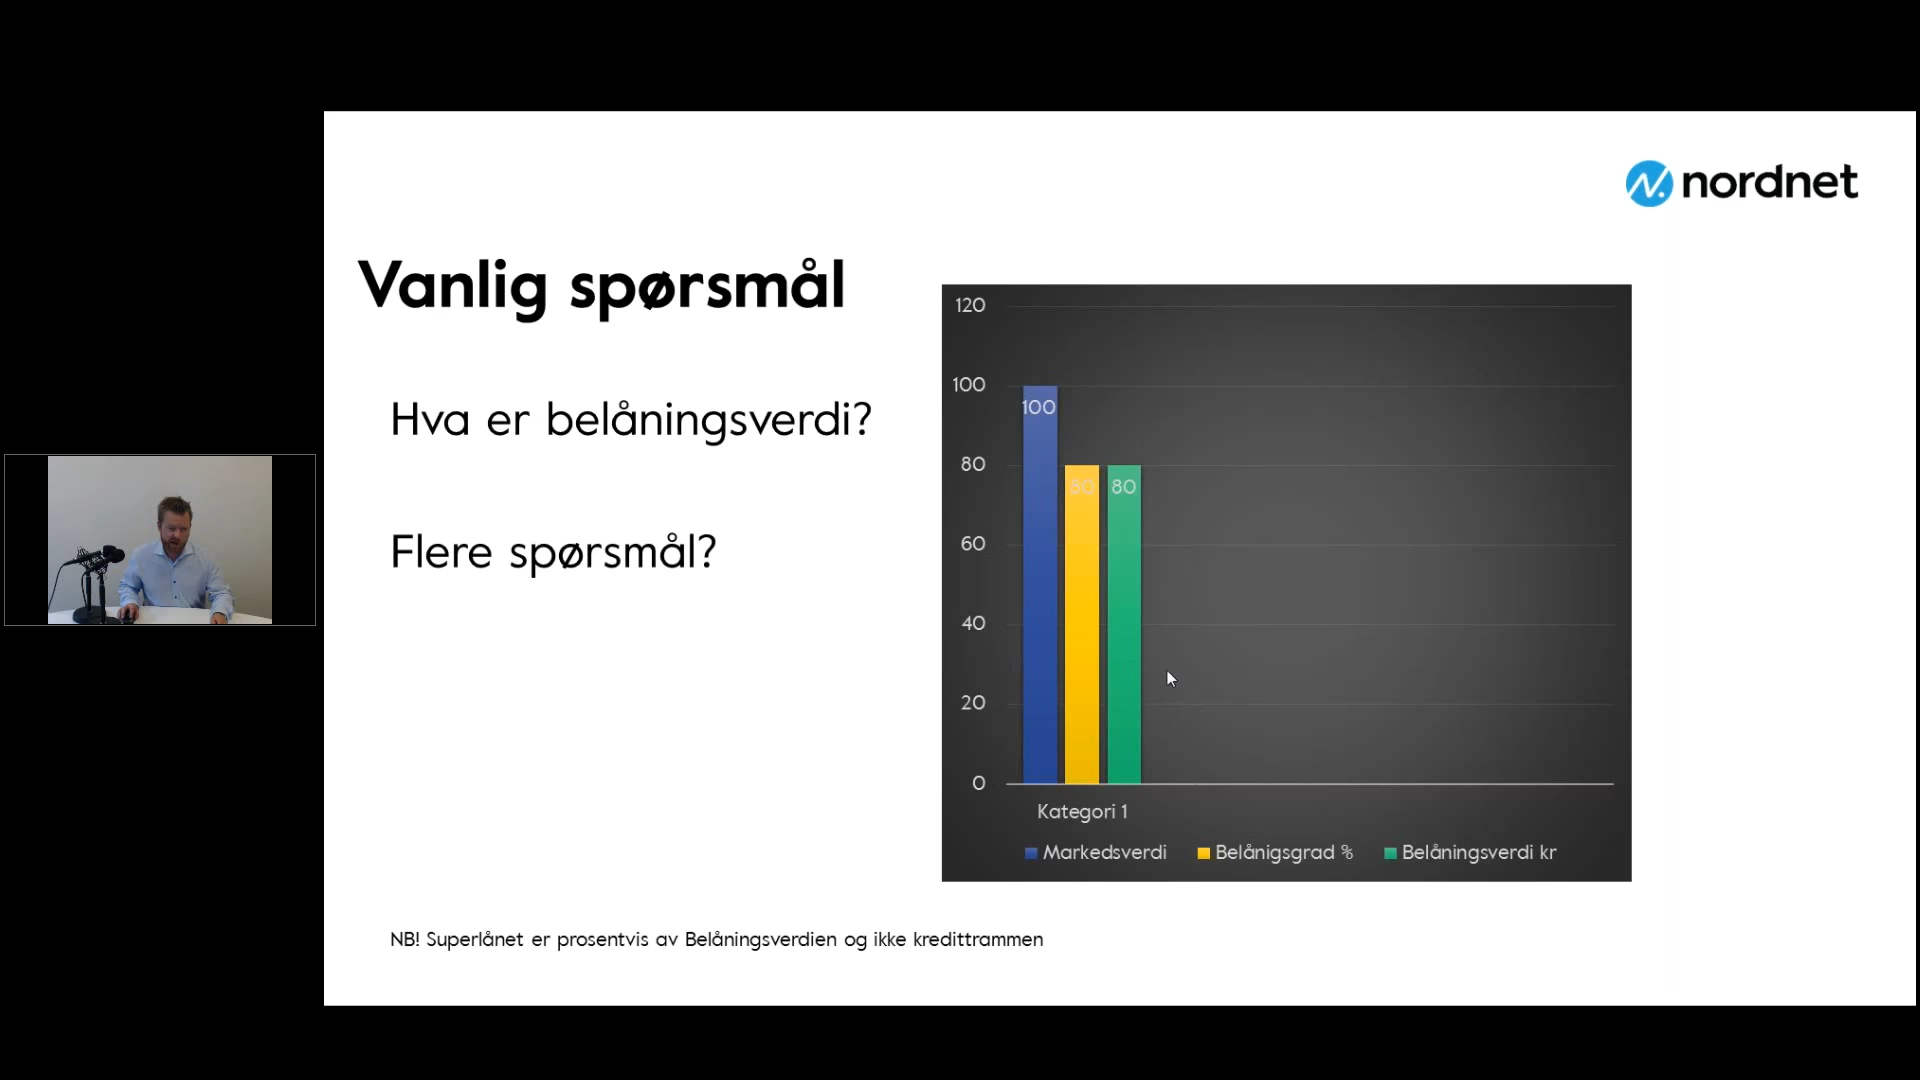 nordnet
Vanlig spørsmål
Hva er belåningsverdi?
Flere spørsmål?
120
100
80
60
40
20
0
100
80
80
Kategori 1
Markedsverdi
Belånigsgrad %
Belåningsverdi kr
NB! Superlånet er prosentvis av Belåningsverdien og ikke kredittrammen